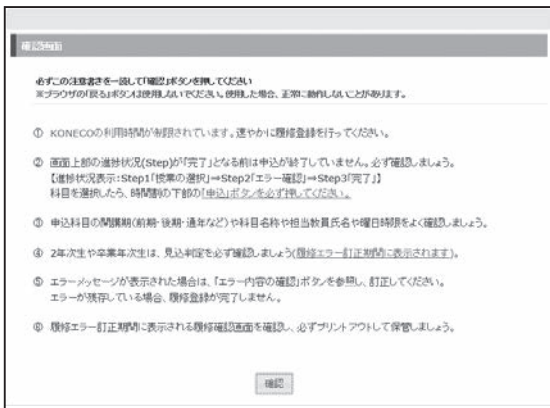 確認画面
必ずこの注意書きを一読して「確認」ボタンを押してください
※ブラウザの「戻る」ボタンは使用しないでください。使用した場合、正常に動作しないことがあります。
① KONECOの利用時間が制限されています。速やかに履修登録を行ってください。
② 画面上部の進捗状況(Step)が「完了」となる前は申込が終了していません。必ず確認しましょう。
【進捗状況表示:Step1「授業の選択」⇒Step2「エラー確認」⇒Step3「完了」】
科目を選択したら、時間割の下部の「申込」ボタンを必ず押してください。
③ 申込科目の開講期(前期・後期・通年など)や科目名称や担当教員氏名や曜日時限をよく確認しましょう。
④ 2年次生や卒業年次生は、見込判定を必ず確認しましょう(履修エラー訂正期間に表示されます)。
⑤ エラーメッセージが表示された場合は、「エラー内容の確認」ボタンを参照し、訂正してください。
エラーが残存している場合、履修登録が完了しません。
⑥ 履修エラー訂正期間に表示される履修確認画面を確認し、必ずプリントアウトして保管しましょう。
確認